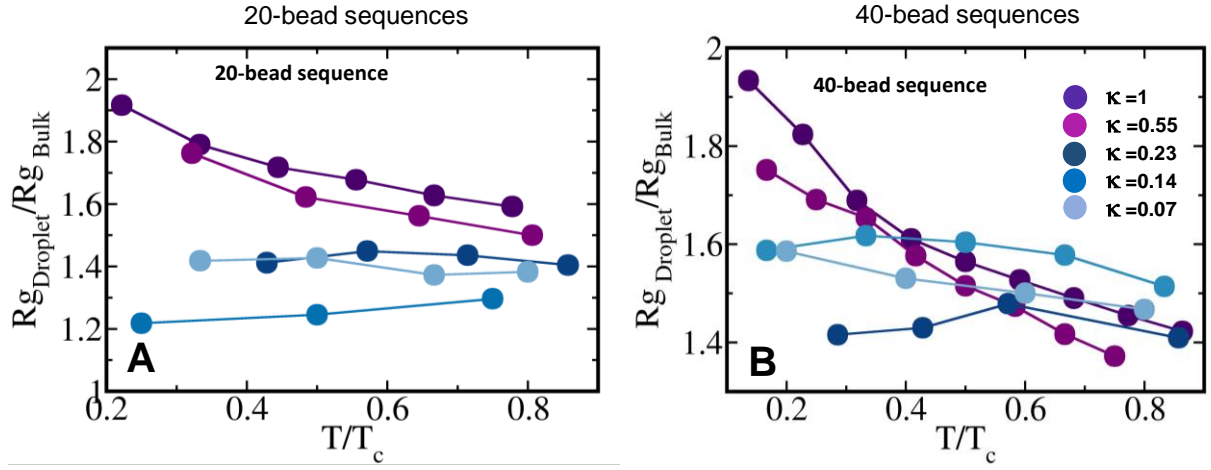 20-bead sequences
20-bead sequence
2
1.8
1.6
1.4
1.2
1
Rg Droplet/Rg Bulk
A
0.2 0.4 0.6 0.8
T/Tc
40-bead sequences
40-bead sequence
2
1.8
1.6
1.4
Rg Droplet/Rg Bulk
κ =1
κ =0.55
κ =0.23
κ =0.14
κ =0.07
B
0.2 0.4 0.6 0.8
T/Tc